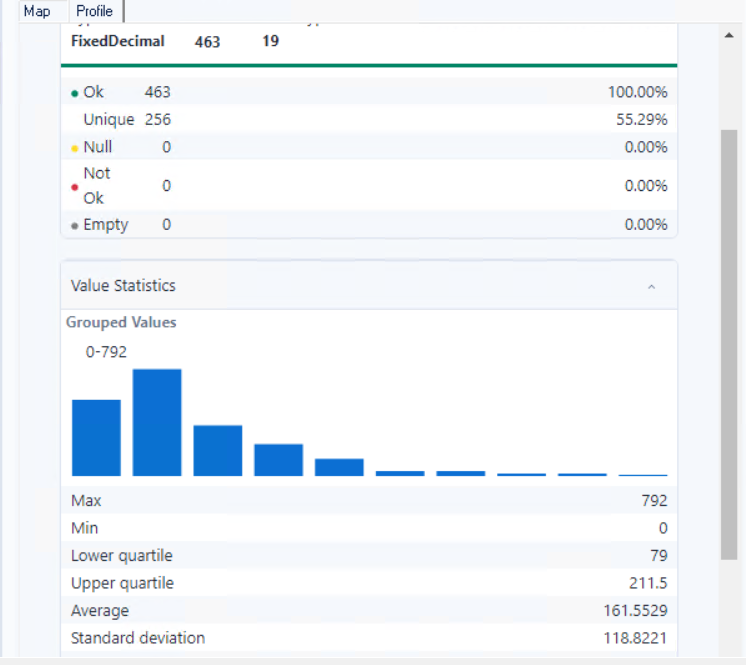 Map Profile
FixedDecimal 463 19
Ok 463 100.00%
Unique 256 55.29%
Null 0 0.00%
Not
Ok 0 0.00%
Empty 0 0.00%
Value Statistics
Grouped Values
0-792
Max 792
Min 0
Lower quartile 79
Upper quartile 211.5
Average 161.5529
Standard deviation 118.8221